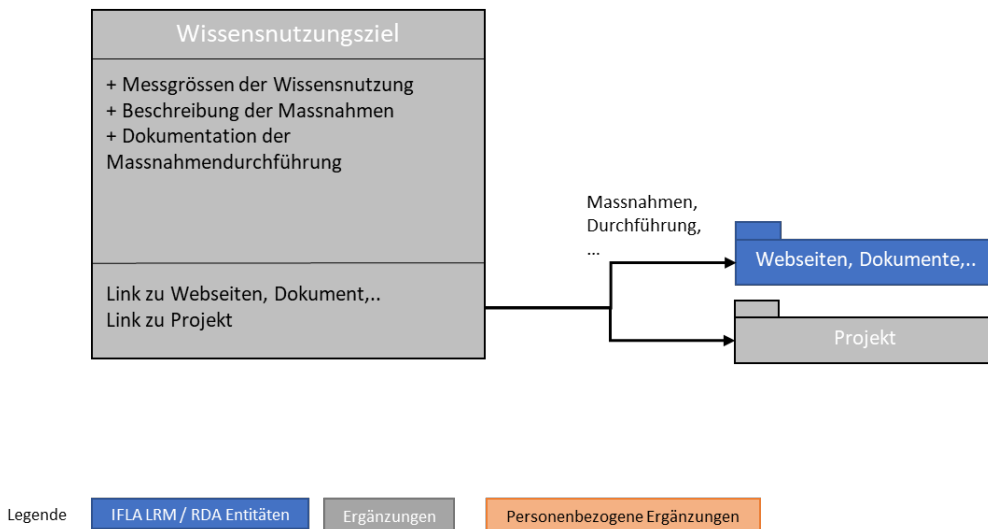 Wissensnutzungsziel
+ Messgrössen der Wissensnutzung
+ Beschreibung der Massnahmen
+ Dokumentation der
Massnahmendurchführung
Link zu Webseiten, Dokument,..
Link zu Projekt
Massnahmen,
Durchführung,
...
Webseiten, Dokumente,..
Projekt
Legende
IFLA LRM / RDA Entitäten
Ergänzungen
Personenbezogene Ergänzungen